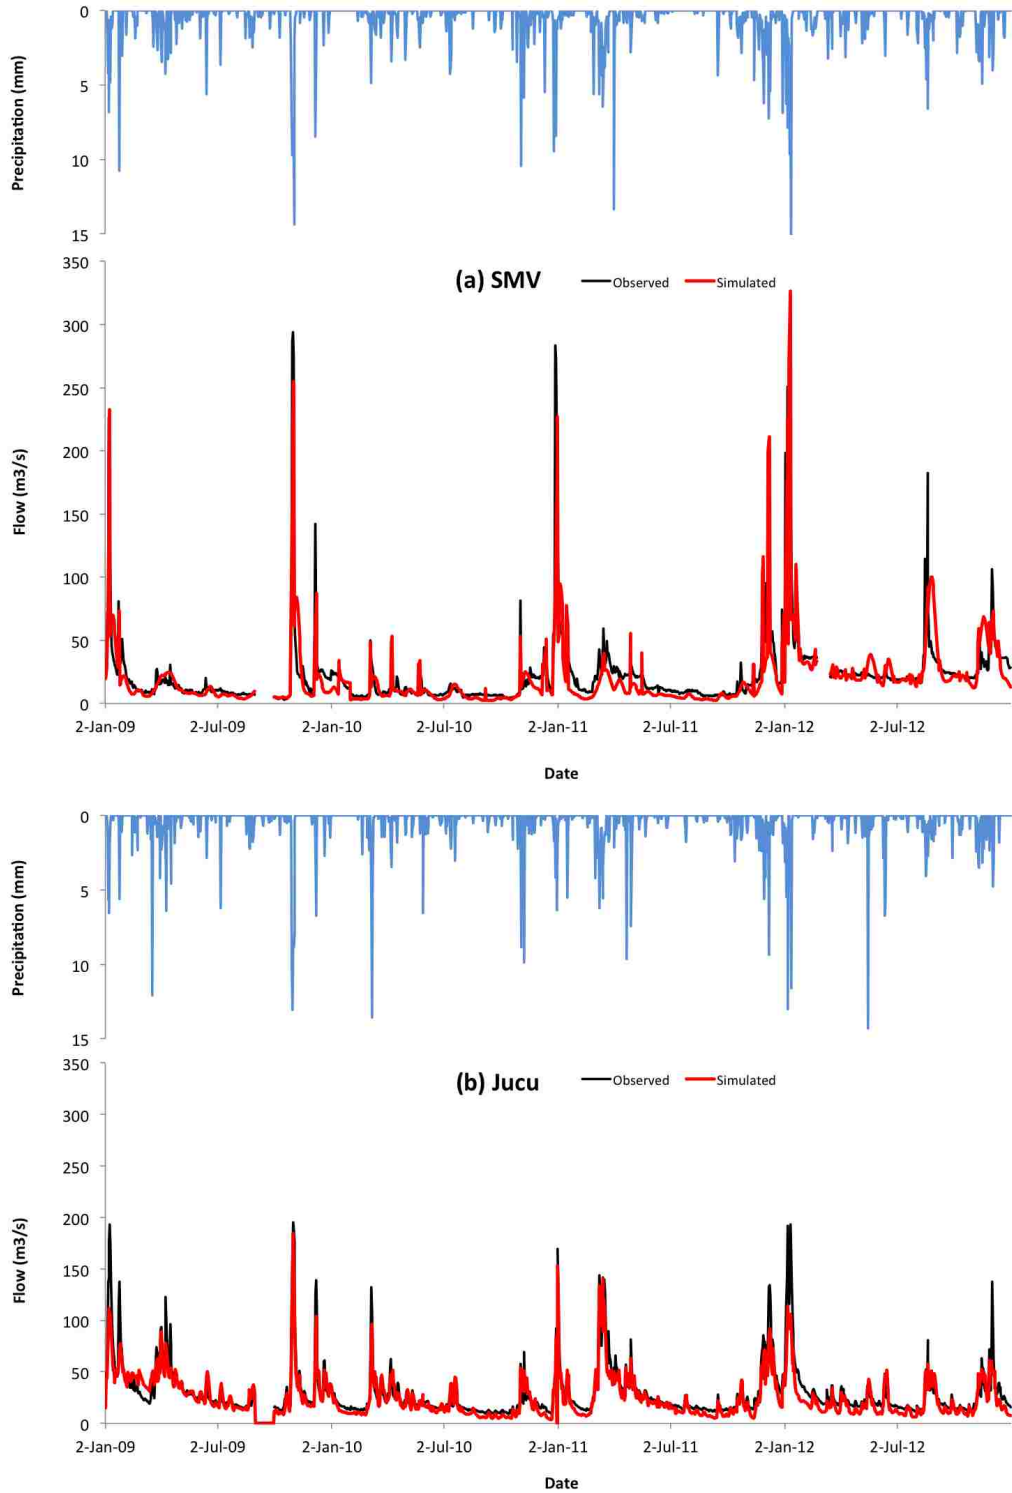 0
5
10
15
Precipitation (mm)
350
300
250
200
150
100
50
0
Flow (m3/s)
(a) SMV
Observed
Simulated
2-Jan-09 2-Jul-09 2-Jan-10 2-Jul-10 2-Jan-11 2-Jul-11 2-Jan-12 2-Jul-12
Date
0
5
10
15
Precipitation (mm)
350
300
250
200
150
100
50
0
Flow (m3/s)
(b) Jucu
Observed
Simulated
2-Jan-09 2-Jul-09 2-Jan-10 2-Jul-10 2-Jan-11 2-Jul-11 2-Jan-12 2-Jul-12
Date